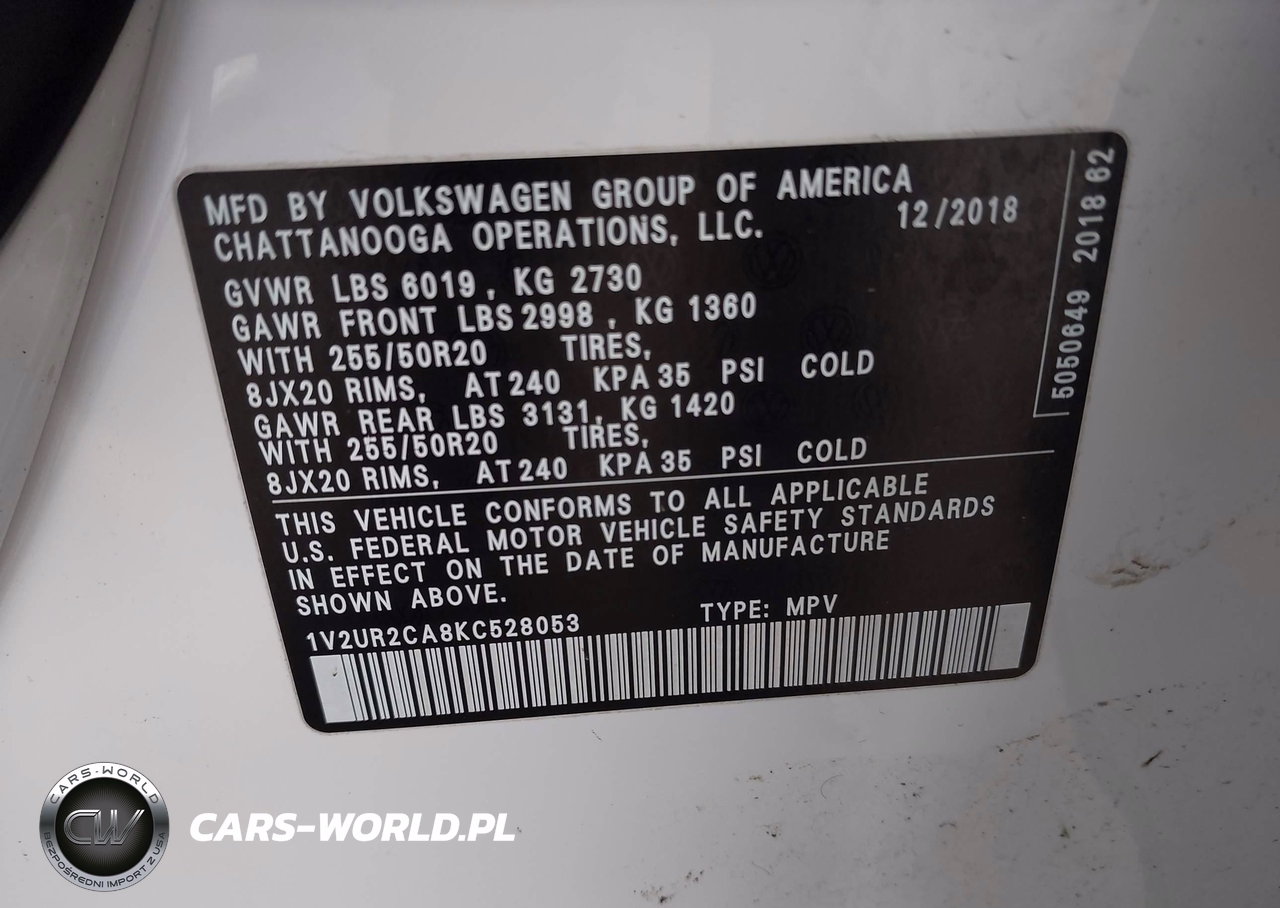 MFD BY VOLKSWAGEN GROUP OF AMERICA
CHATTANOOGA OPERATIONS, LLC. 12/2018
GVWR LBS 6019, KG 2730
GAWR FRONT LBS 2998, KG 1360
WITH 255/50R20 TIRES,
8JX20 RIMS, AT 240 KPA 35 PSI COLD
GAWR REAR LBS 3131, KG 1420
WITH 255/50R20 TIRES,
8JX20 RIMS, AT 240 KPA 35 PSI COLD
THIS VEHICLE CONFORMS TO ALL APPLICABLE
U.S. FEDERAL MOTOR VEHICLE SAFETY STANDARDS
IN EFFECT ON THE DATE OF MANUFACTURE
SHOWN ABOVE.
1V2UR2CA8KC528053 TYPE: MPV
5050649 2018 62
CARS-WORLD
CW
BEZPOŚREDNI IMPORT Z USA
CARS-WORLD.PL